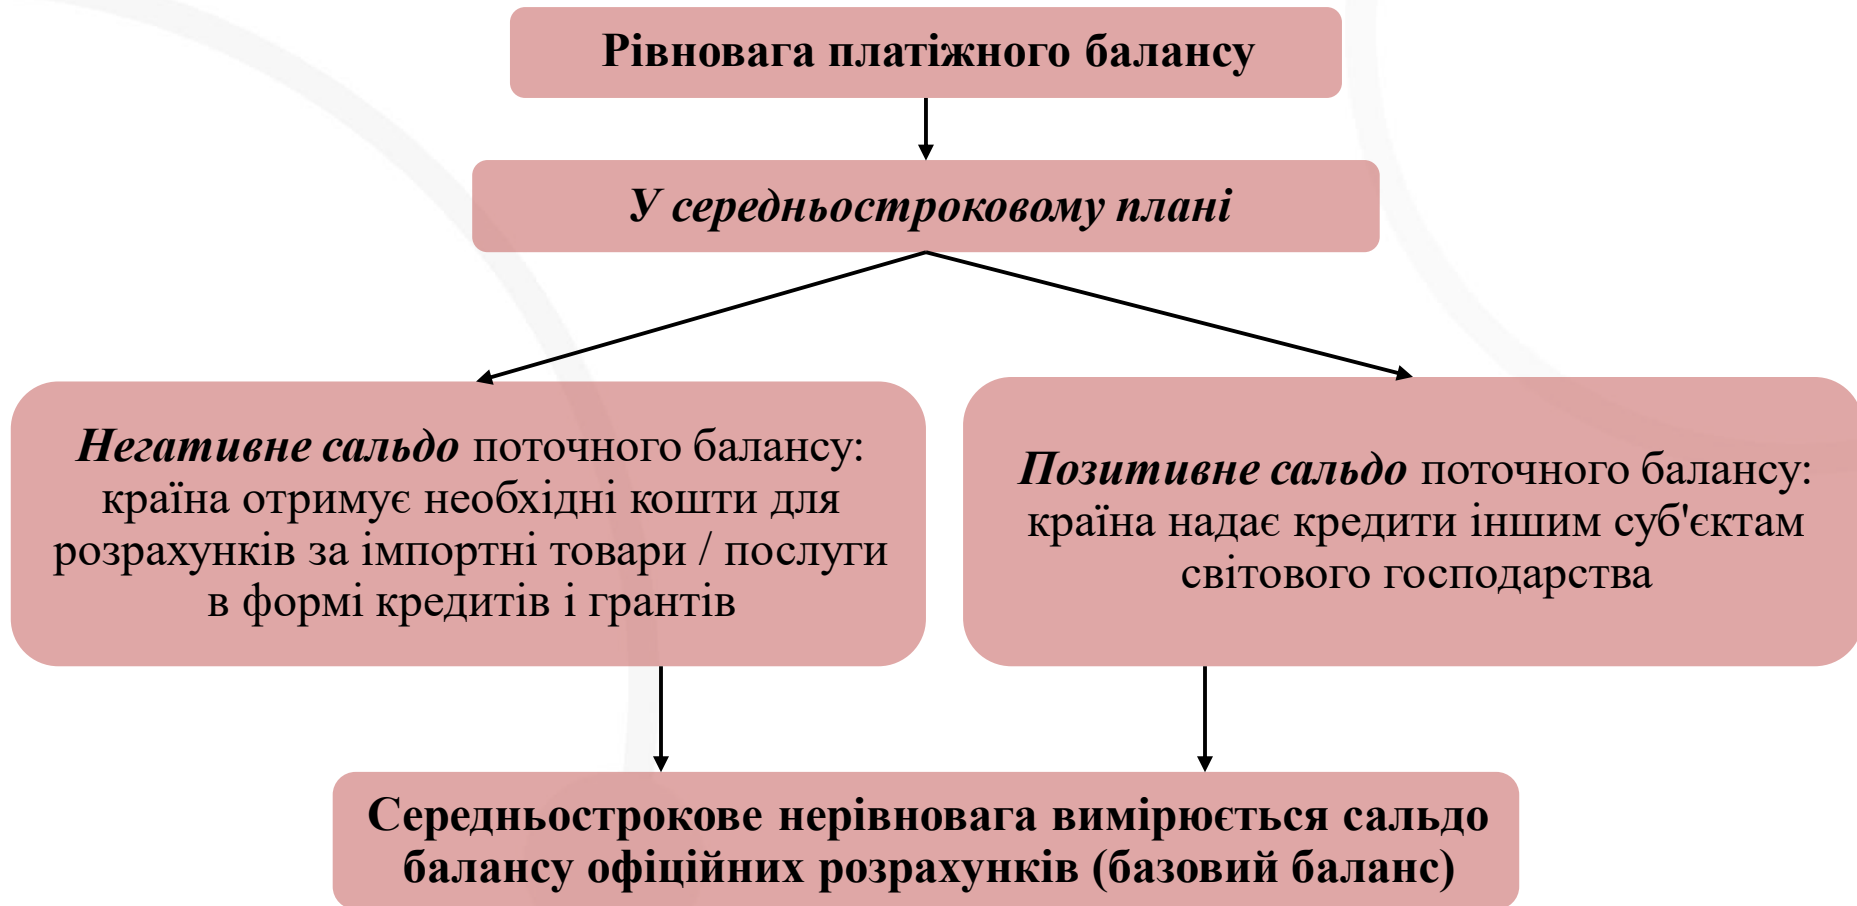 Рівновага платіжного балансу
У середньостроковому плані
Негативне сальдо поточного балансу:
країна отримує необхідні кошти для
розрахунків за імпортні товари / послуги
в формі кредитів і грантів
Позитивне сальдо поточного балансу:
країна надає кредити іншим суб'єктам
світового господарства
Середньострокове нерівновага вимірюється сальдо
балансу офіційних розрахунків (базовий баланс)